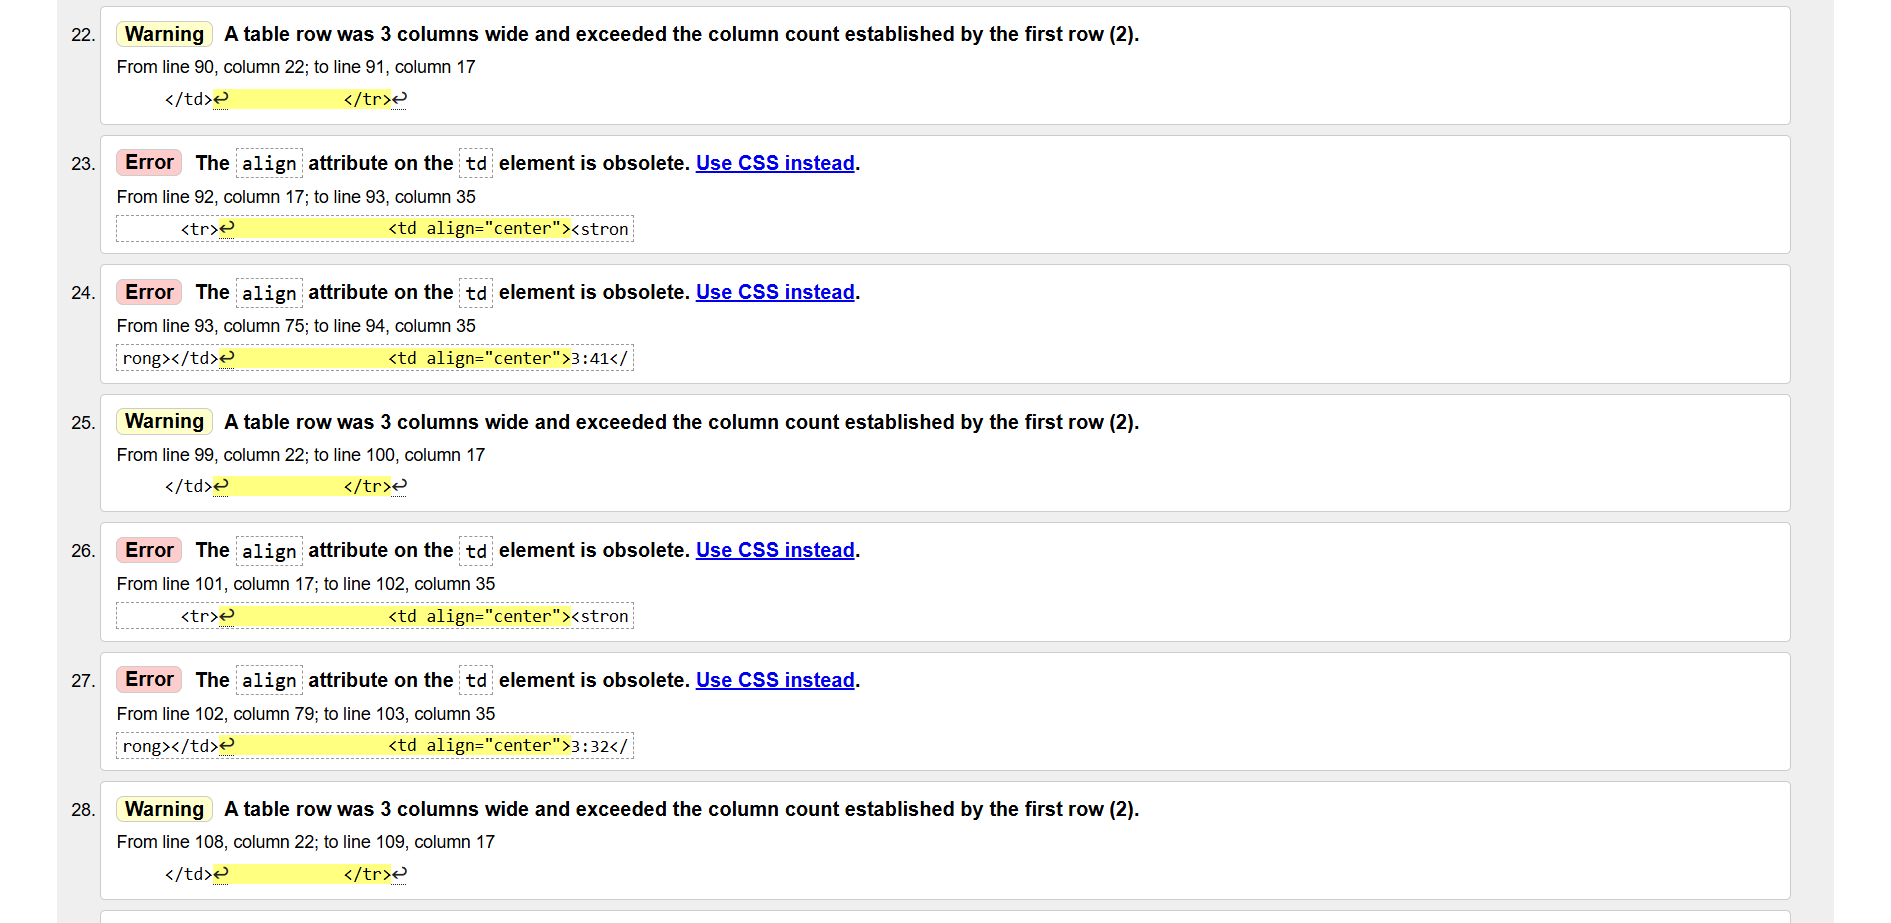 22. Warning A table row was 3 columns wide and exceeded the column count established by the first row (2).
From line 90, column 22; to line 91, column 17
</td>↩            </tr>↩
23. Error The align attribute on the td element is obsolete. Use CSS instead.
From line 92, column 17; to line 93, column 35
<tr>↩                <td align="center"><stron
24. Error The align attribute on the td element is obsolete. Use CSS instead.
From line 93, column 75; to line 94, column 35
rong></td>↩                <td align="center">3:41</
25. Warning A table row was 3 columns wide and exceeded the column count established by the first row (2).
From line 99, column 22; to line 100, column 17
</td>↩            </tr>↩
26. Error The align attribute on the td element is obsolete. Use CSS instead.
From line 101, column 17; to line 102, column 35
<tr>↩                <td align="center"><stron
27. Error The align attribute on the td element is obsolete. Use CSS instead.
From line 102, column 79; to line 103, column 35
rong></td>↩                <td align="center">3:32</
28. Warning A table row was 3 columns wide and exceeded the column count established by the first row (2).
From line 108, column 22; to line 109, column 17
</td>↩            </tr>↩